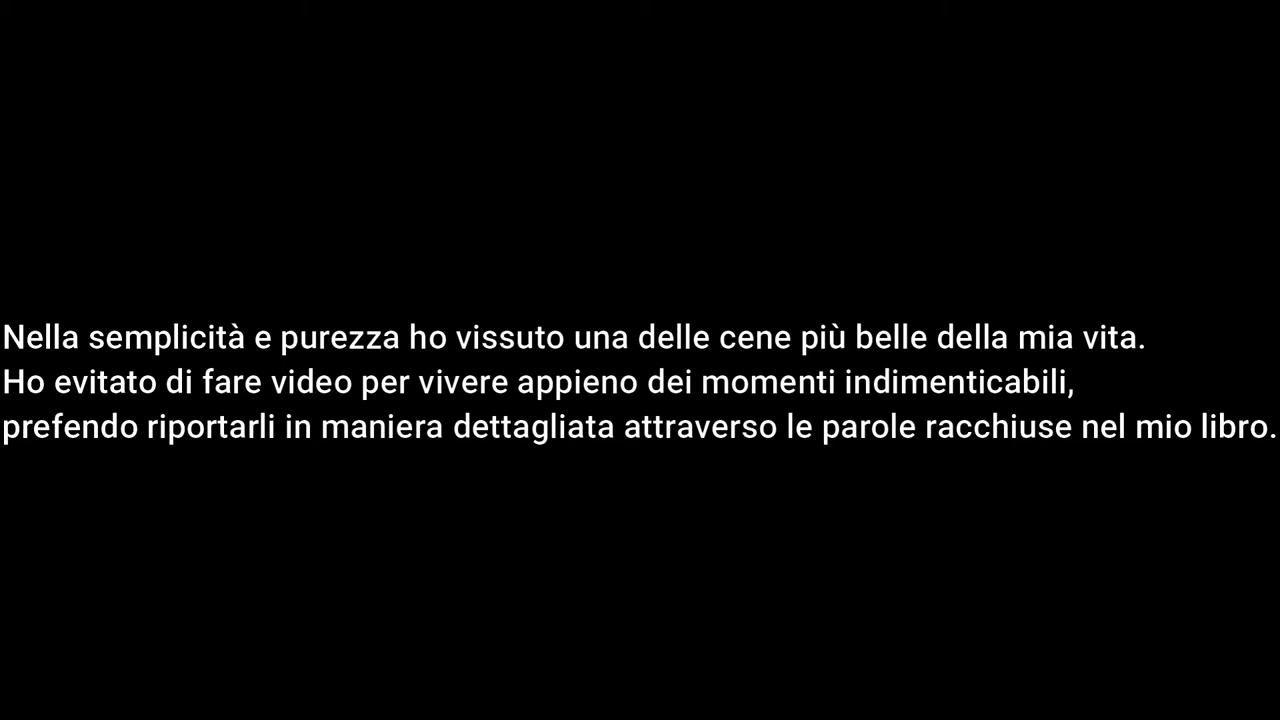 Nella semplicità e purezza ho vissuto una delle cene più belle della mia vita.
Ho evitato di fare video per vivere appieno dei momenti indimenticabili,
prefendo riportarli in maniera dettagliata attraverso le parole racchiuse nel mio libro.